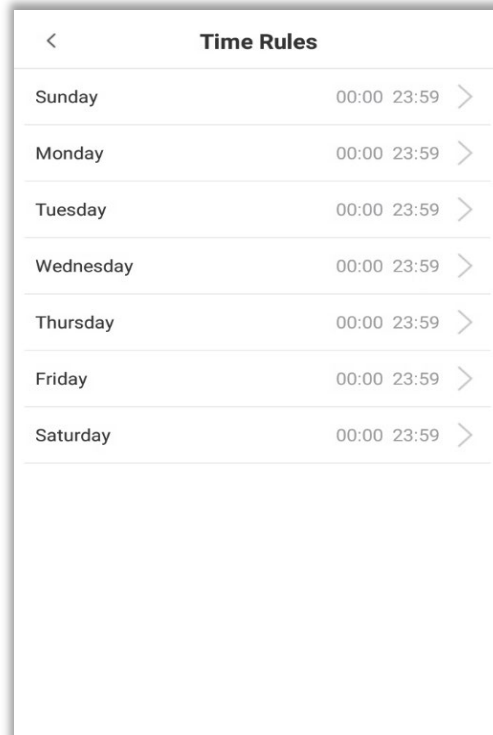 Time Rules
Sunday 00:00 23:59
Monday 00:00 23:59
Tuesday 00:00 23:59
Wednesday 00:00 23:59
Thursday 00:00 23:59
Friday 00:00 23:59
Saturday 00:00 23:59